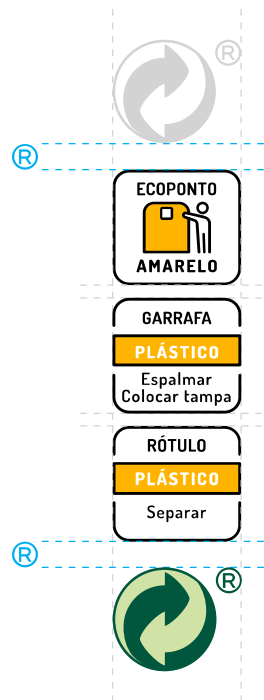 ®
®
ECOPONTO
AMARELO
GARRAFA
PLÁSTICO
Espalmar
Colocar tampa
RÓTULO
PLÁSTICO
Separar
®
®